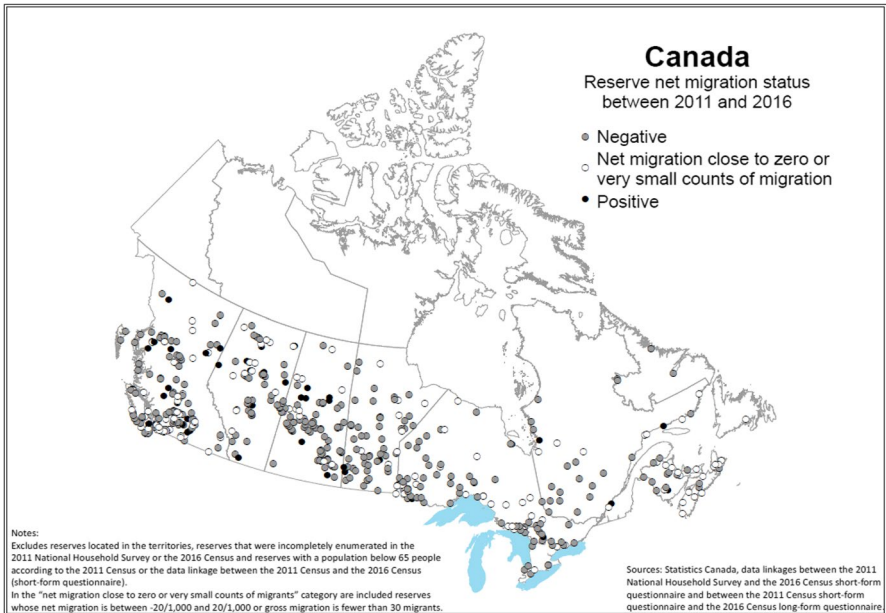 Canada
Reserve net migration status
between 2011 and 2016
Negative
Net migration close to zero or
very small counts of migration
Positive
Notes:
Excludes reserves located in the territories, reserves that were incompletely enumerated in the
2011 National Household Survey or the 2016 Census and reserves with a population below 65 people
according to the 2011 Census or the data linkage between the 2011 Census and the 2016 Census
(short-form questionnaire).
In the "net migration close to zero or very small counts of migrants" category are included reserves
whose net migration is between -20/1,000 and 20/1,000 or gross migration is fewer than 30 migrants.
Sources: Statistics Canada, data linkages between the 2011
National Household Survey and the 2016 Census short-form
questionnaire and between the 2011 Census short-form
questionnaire and the 2016 Census long-form questionnaire